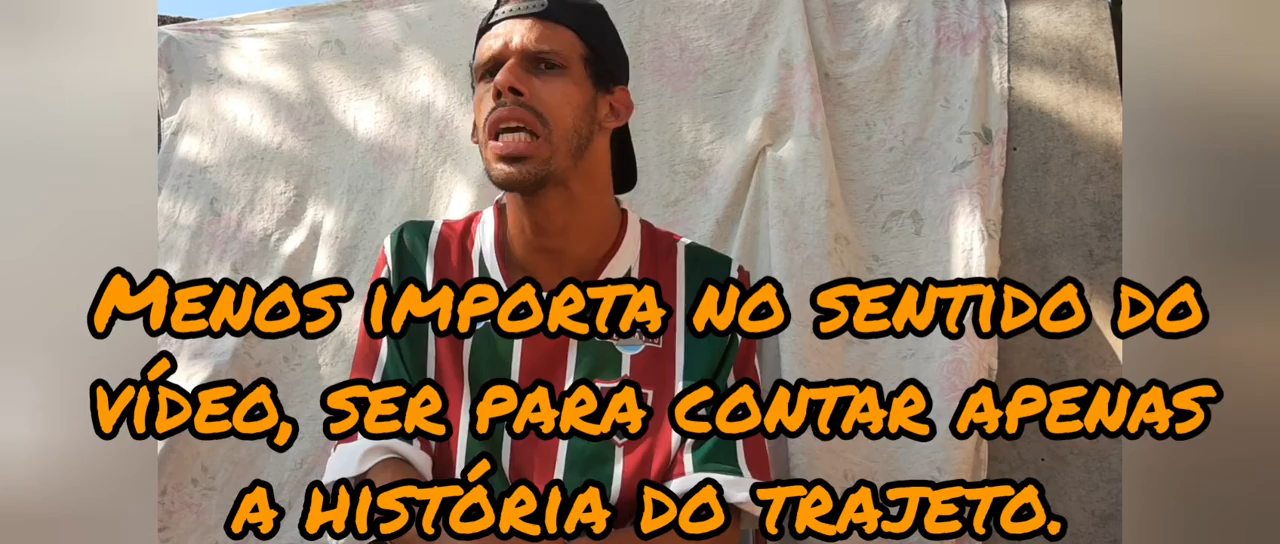 Menos importa no sentido do
vídeo, ser para contar apenas
a história do trajeto.